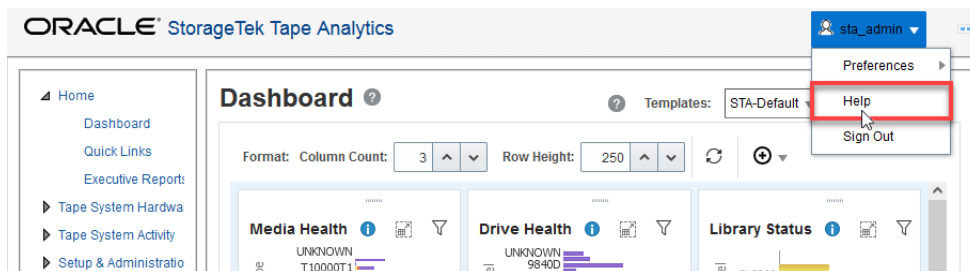 ORACLE® StorageTek Tape Analytics
sta_admin
Preferences
Help
Sign Out
Home
Dashboard
Quick Links
Executive Reports
Tape System Hardwa
Tape System Activity
Setup & Administratio
Dashboard
Templates: STA-Default
Format: Column Count: 3 Row Height: 250
Media Health
UNKNOWN
T10000T1
Drive Health
UNKNOWN
9840D
Library Status